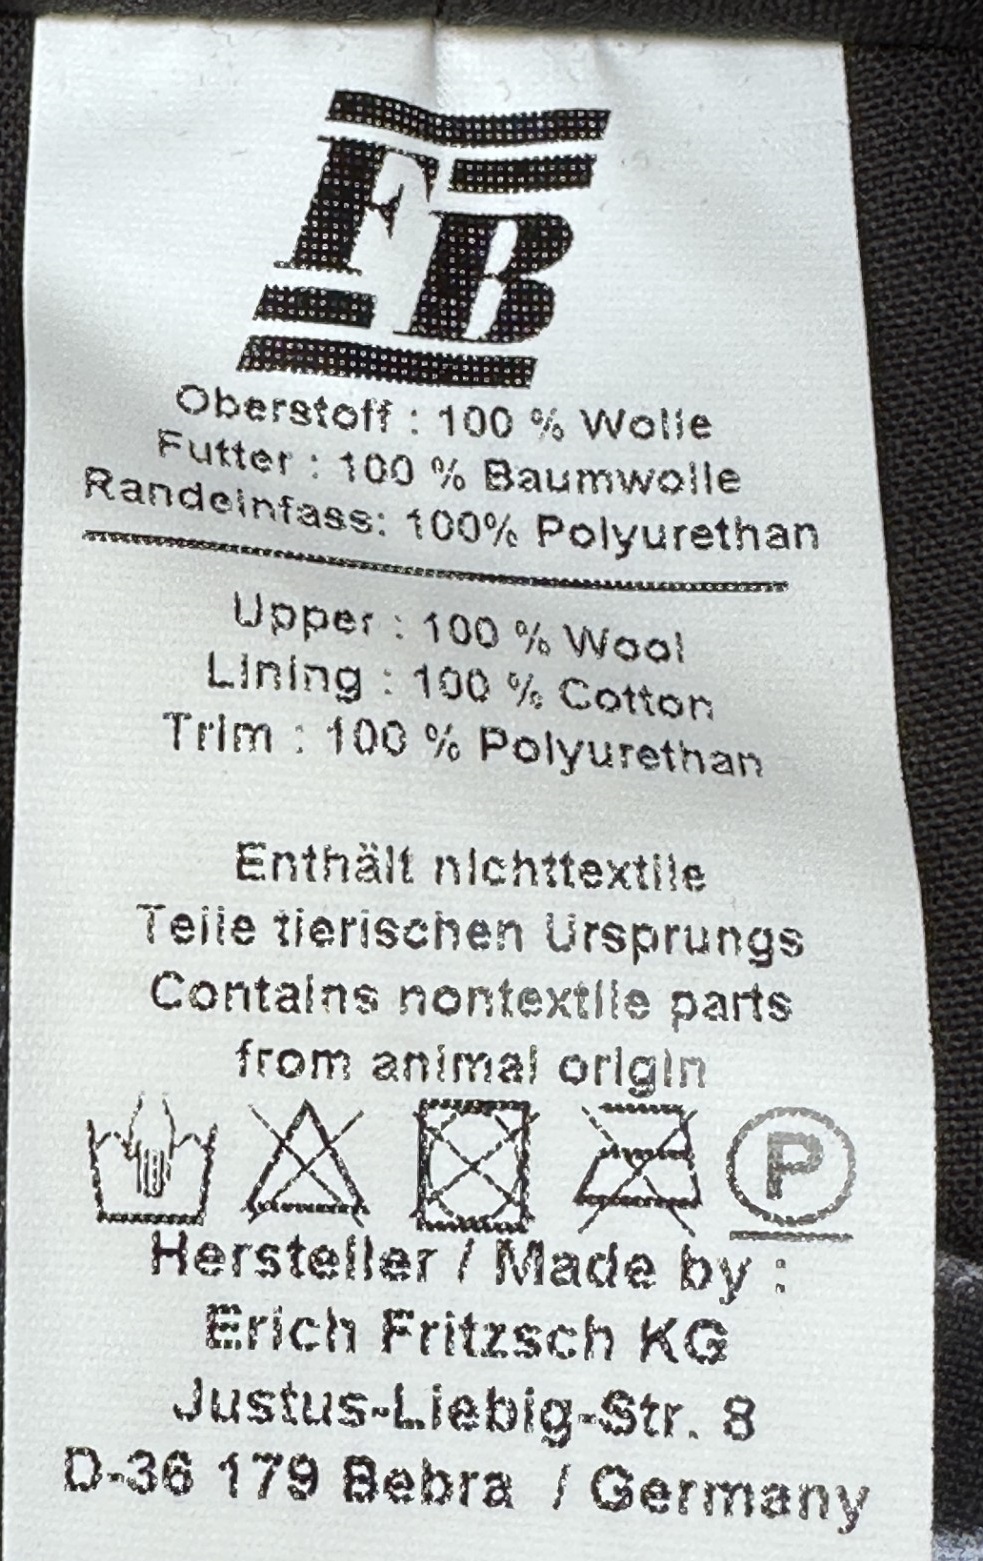 FB
Oberstoff : 100 % Wolle
Futter : 100 % Baumwolle
Randeinfass: 100% Polyurethan
Upper : 100 % Wool
Lining : 100 % Cotton
Trim : 100 % Polyurethan
Enthält nichttextile
Teile tierischen Ursprungs
Contains nontextile parts
from animal origin
P
Hersteller / Made by :
Erich Fritzsch KG
Justus-Liebig-Str. 8
D-36 179 Bebra / Germany